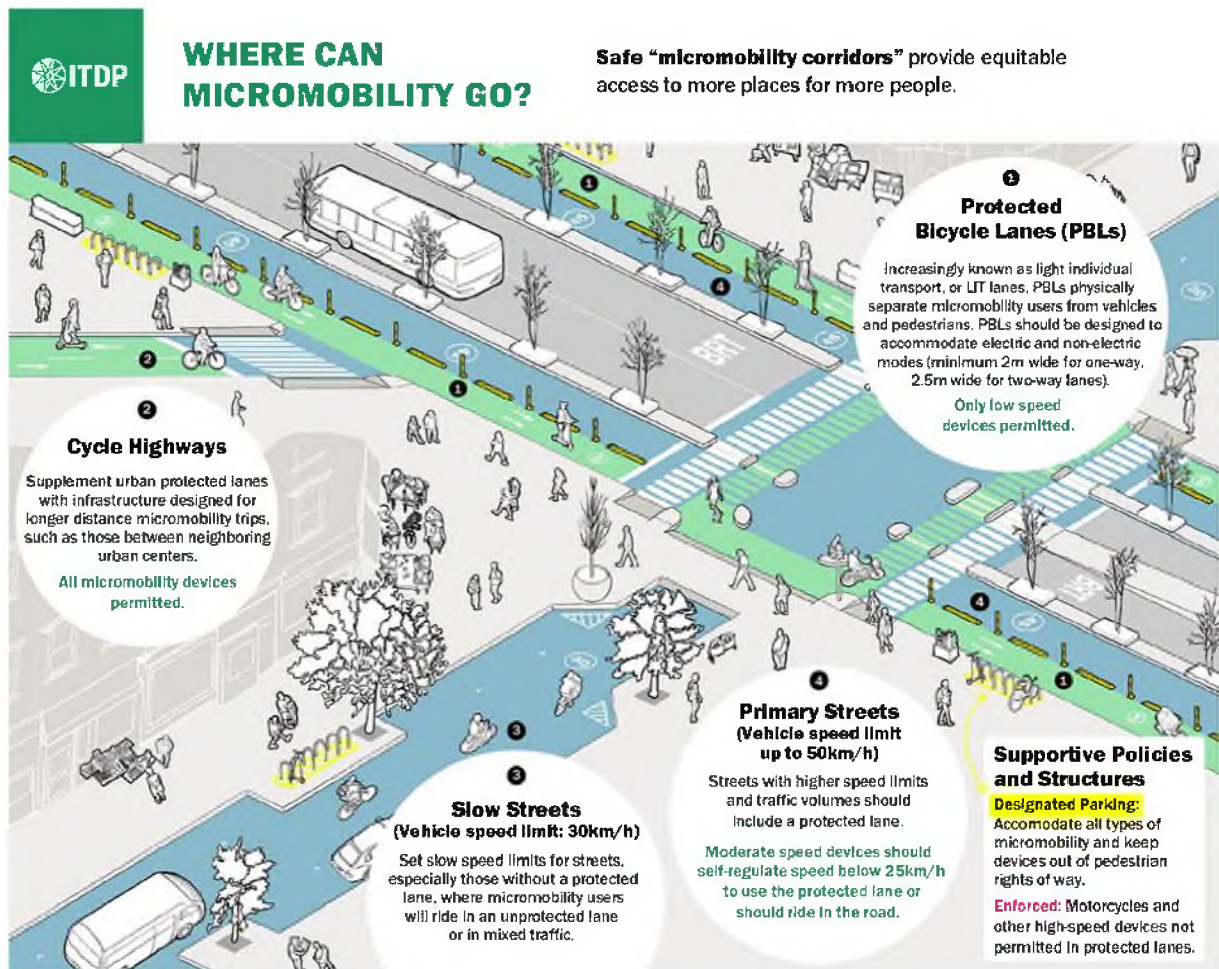 ITDP
WHERE CAN
MICROMOBILITY GO?
Safe “micromobility corridors” provide equitable
access to more places for more people.
1
Protected
Bicycle Lanes (PBLs)
Increasingly known as light individual
transport, or LIT lanes, PBLs physically
separate micromobility users from vehicles
and pedestrians. PBLs should be designed to
accommodate electric and non-electric
modes (minimum 2m wide for one-way,
2.5m wide for two-way lanes).
Only low speed
devices permitted.
1
4
BRT
2
1
2
Cycle Highways
Supplement urban protected lanes
with infrastructure designed for
longer distance micromobility trips,
such as those between neighboring
urban centers.
All micromobility devices
permitted.
4
1
3
3
Slow Streets
(Vehicle speed limit: 30km/h)
Set slow speed limits for streets,
especially those without a protected
lane, where micromobility users
will ride in an unprotected lane
or in mixed traffic.
4
Primary Streets
(Vehicle speed limit
up to 50km/h)
Streets with higher speed limits
and traffic volumes should
include a protected lane.
Moderate speed devices should
self-regulate speed below 25km/h
to use the protected lane or
should ride in the road.
Supportive Policies
and Structures
Designated Parking:
Accomodate all types of
micromobility and keep
devices out of pedestrian
rights of way.
Enforced: Motorcycles and
other high-speed devices not
permitted in protected lanes.